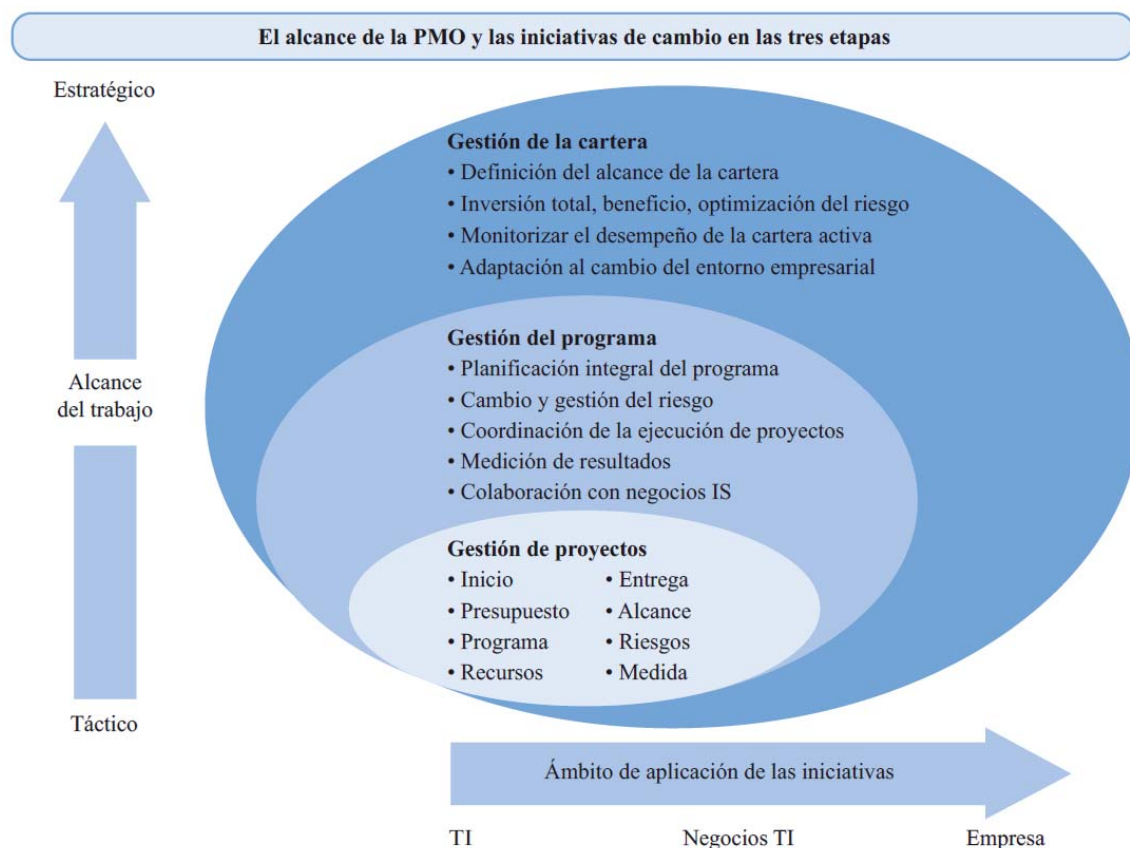 El alcance de la PMO y las iniciativas de cambio en las tres etapas
Estratégico
Alcance
del trabajo
Táctico
Gestión de la cartera
• Definición del alcance de la cartera
• Inversión total, beneficio, optimización del riesgo
• Monitorizar el desempeño de la cartera activa
• Adaptación al cambio del entorno empresarial
Gestión del programa
• Planificación integral del programa
• Cambio y gestión del riesgo
• Coordinación de la ejecución de proyectos
• Medición de resultados
• Colaboración con negocios IS
Gestión de proyectos
• Inicio
• Presupuesto
• Programa
• Recursos
• Entrega
• Alcance
• Riesgos
• Medida
Ámbito de aplicación de las iniciativas
TI
Negocios TI
Empresa